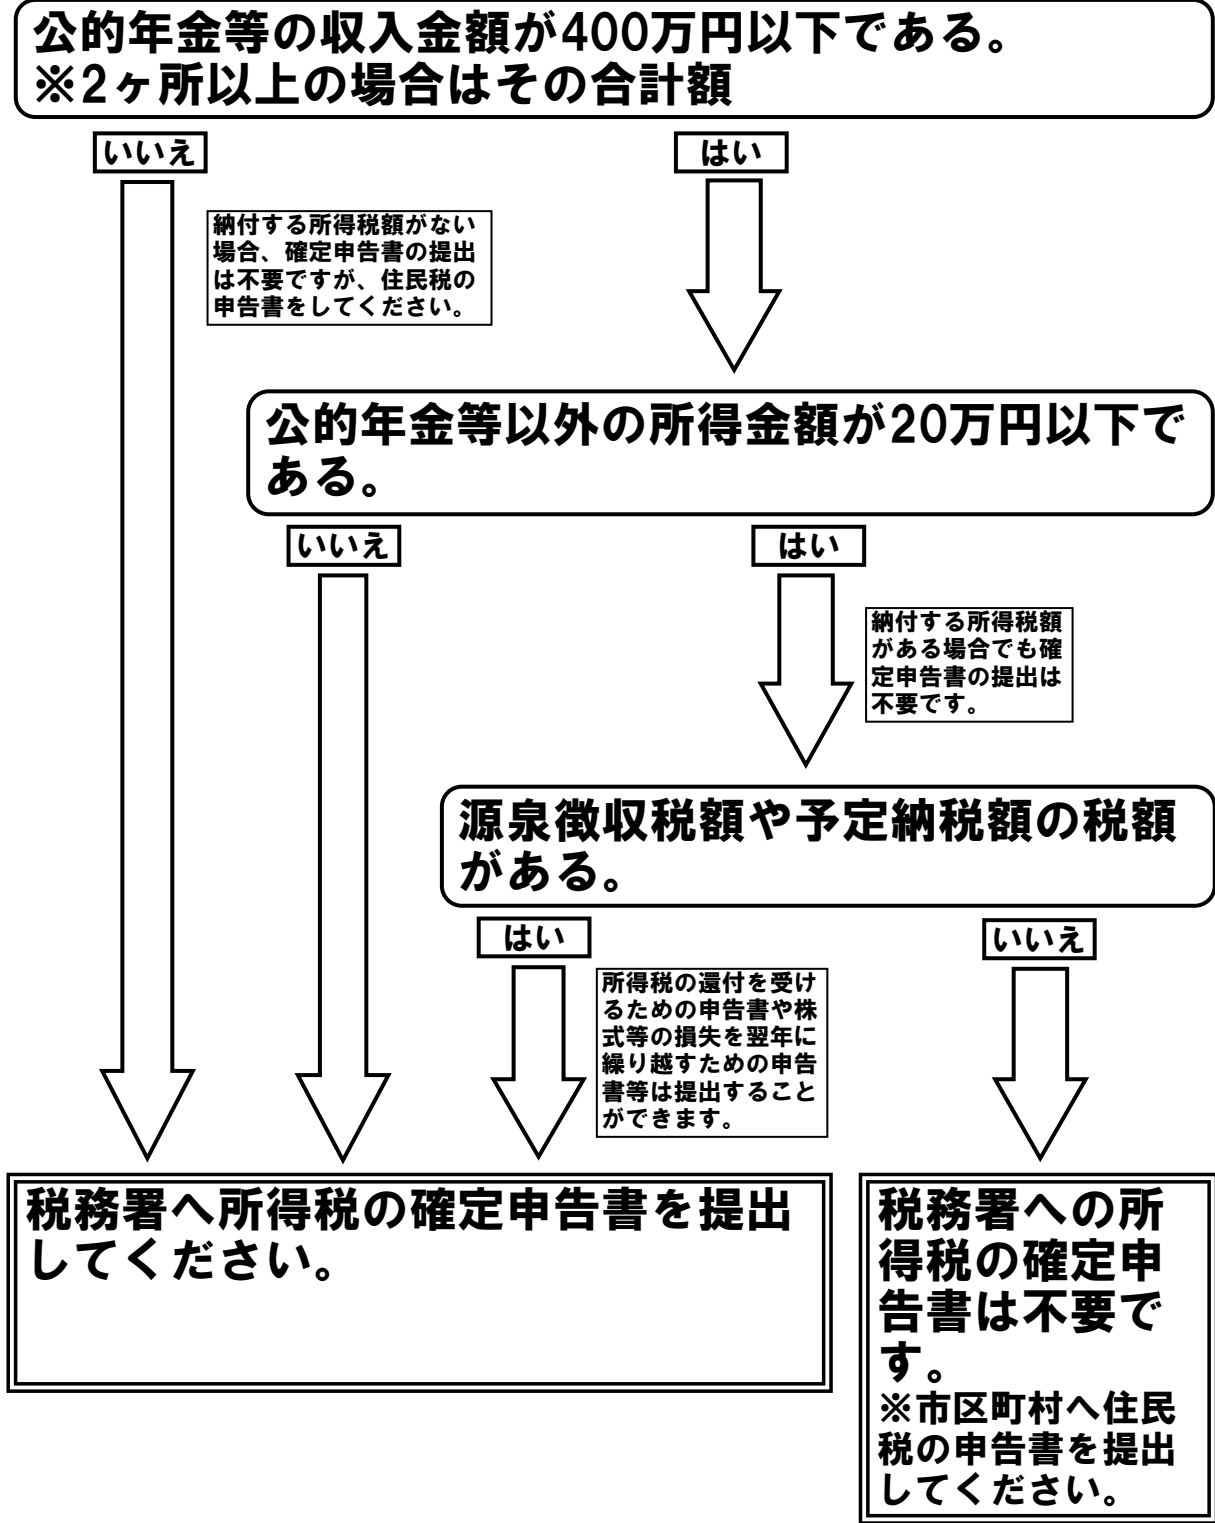 公的年金等の収入金額が400万円以下である。
※2ヶ所以上の場合はその合計額
いいえ
はい
納付する所得税額がない
場合、確定申告書の提出
は不要ですが、住民税の
申告書をしてください。
公的年金等以外の所得金額が20万円以下で
ある。
いいえ
はい
納付する所得税額
がある場合でも確
定申告書の提出は
不要です。
源泉徴収税額や予定納税額の税額
がある。
はい
いいえ
所得税の還付を受け
るための申告書や株
式等の損失を翌年に
繰り越すための申告
書等は提出すること
ができます。
税務署へ所得税の確定申告書を提出
してください。
税務署への所
得税の確定申
告書は不要で
す。
※市区町村へ住民
税の申告書を提出
してください。